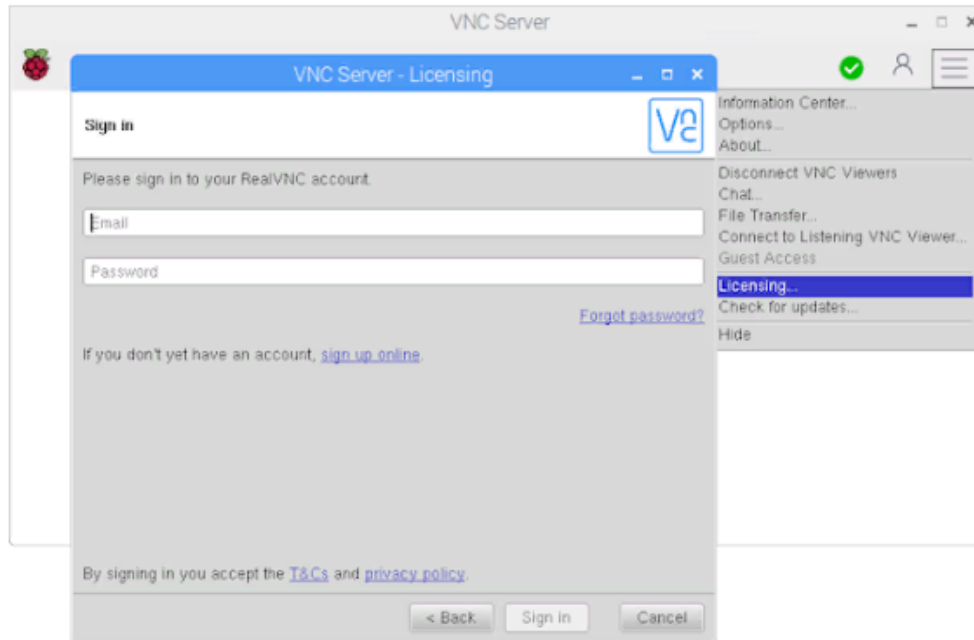 VNC Server
VNC Server - Licensing
Sign in
Please sign in to your RealVNC account.
Email
Password
Forgot password?
If you don't yet have an account, sign up online.
By signing in you accept the T&Cs and privacy policy.
< Back
Sign in
Cancel
Information Center...
Options...
About...
Disconnect VNC Viewers
Chat...
File Transfer...
Connect to Listening VNC Viewer...
Guest Access
Licensing...
Check for updates...
Hide